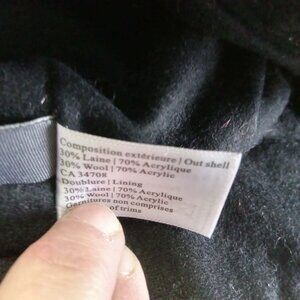 Composition extérieure | Out shell
30% Laine | 70% Acrylique
30% Wool | 70% Acrylic
CA 34708
Doublure | Lining
30% Laine | 70% Acrylique
30% Wool | 70% Acrylic
Garnitures non comprises
of trims